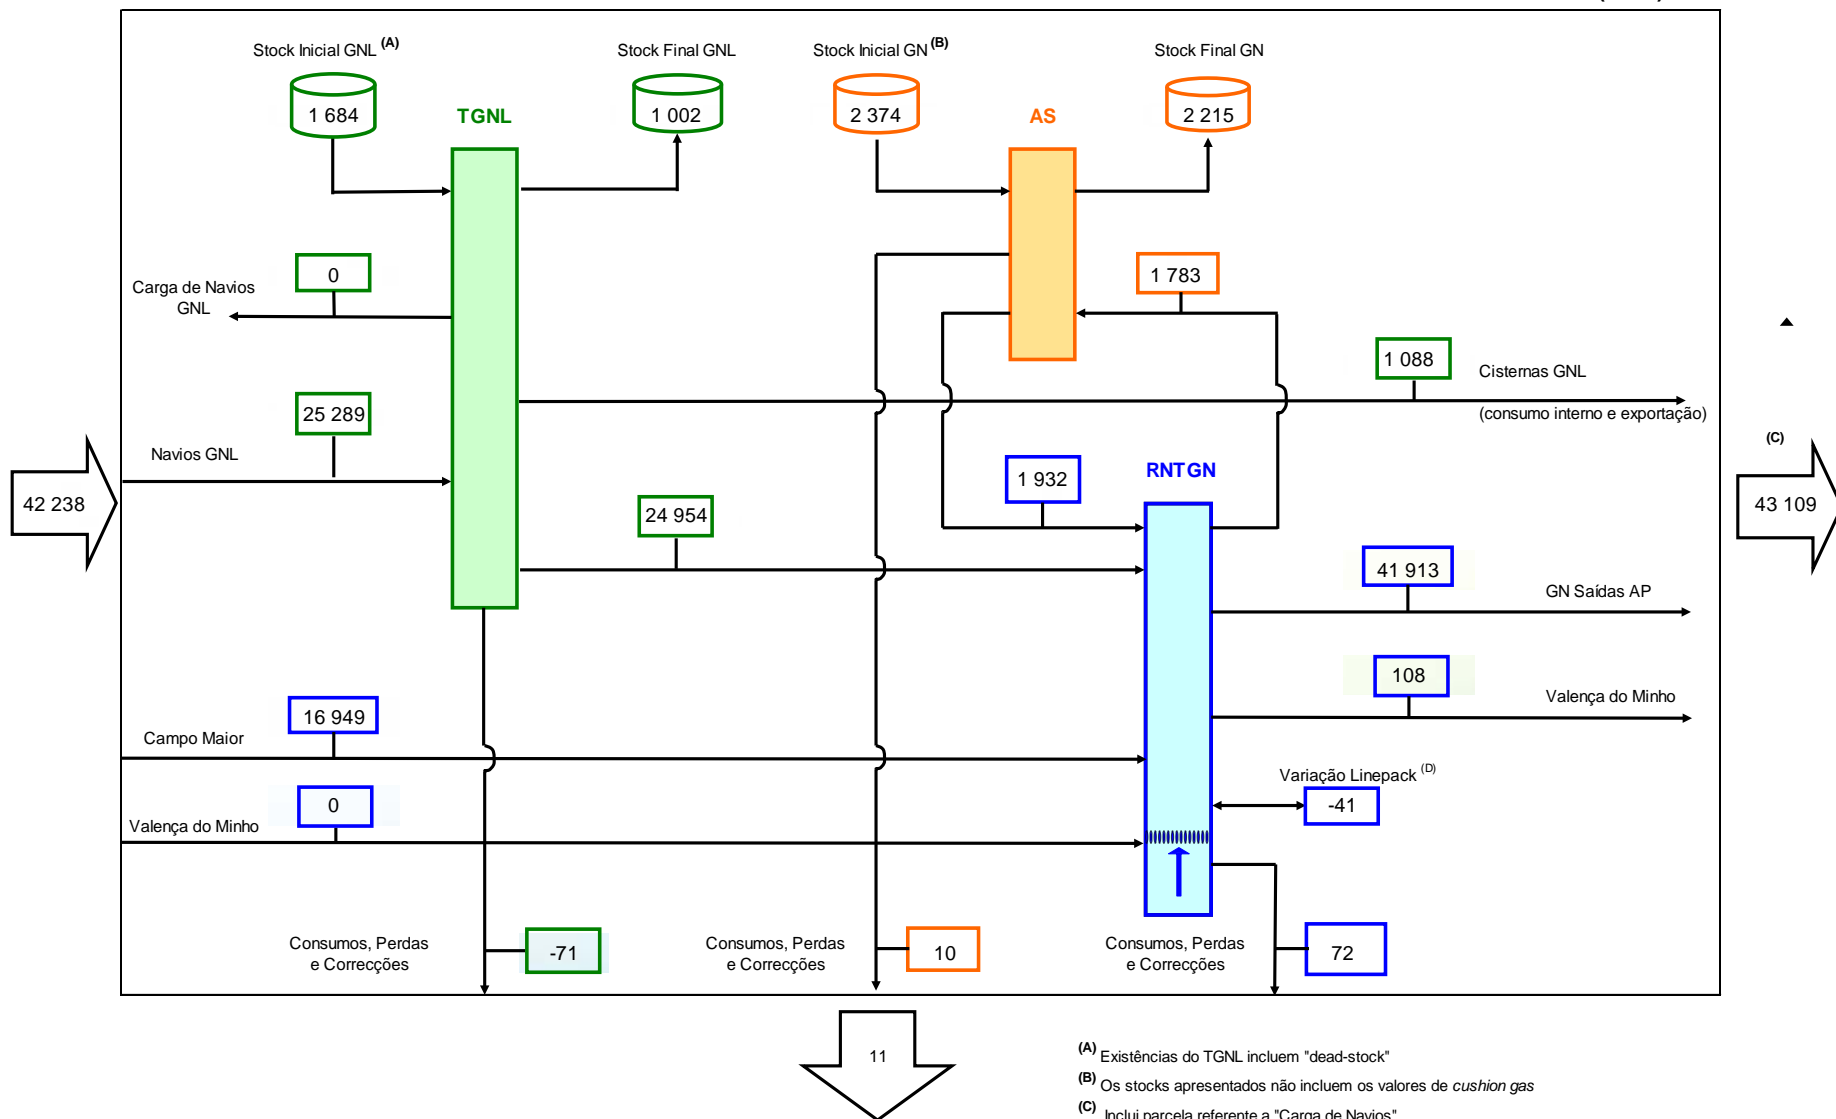 Stock Inicial GNL (A)
Stock Final GNL
Stock Inicial GN (B)
Stock Final GN
1 684
TGNL
1 002
2 374
AS
2 215
0
1 783
Carga de Navios
GNL
1 088
Cisternas GNL
(consumo interno e exportação)
25 289
Navios GNL
(C)
42 238
1 932
RNTGN
43 109
24 954
41 913
GN Saídas AP
108
Valença do Minho
16 949
Campo Maior
Variação Linepack (D)
-41
0
Valença do Minho
Consumos, Perdas
e Correcções
-71
Consumos, Perdas
e Correcções
10
Consumos, Perdas
e Correcções
72
11
(A) Existências do TGNL incluem "dead-stock"
(B) Os stocks apresentados não incluem os valores de cushion gas
(C) Inclui parcela referente a "Carga de Navios"